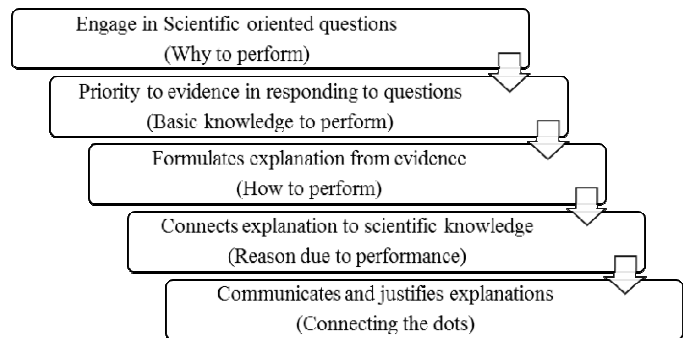 Engage in Scientific oriented questions
(Why to perform)
Priority to evidence in responding to questions
(Basic knowledge to perform)
Formulates explanation from evidence
(How to perform)
Connects explanation to scientific knowledge
(Reason due to performance)
Communicates and justifies explanations
(Connecting the dots)